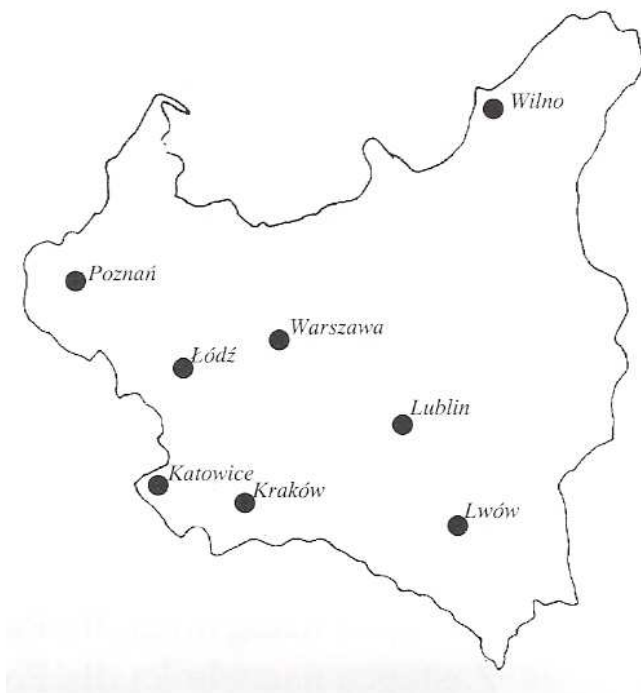 Wilno
Poznań
Warszawa
Łódź
Lublin
Katowice
Kraków
Lwów